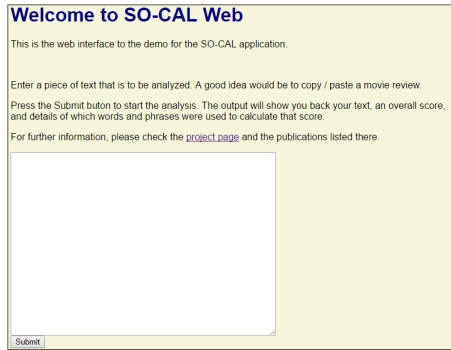 Welcome to SO-CAL Web
This is the web interface to the demo for the SO-CAL application.
Enter a piece of text that is to be analyzed. A good idea would be to copy / paste a movie review.
Press the Submit buton to start the analysis. The output will show you back your text, an overall score,
and details of which words and phrases were used to calculate that score.
For further information, please check the project page and the publications listed there.
Submit